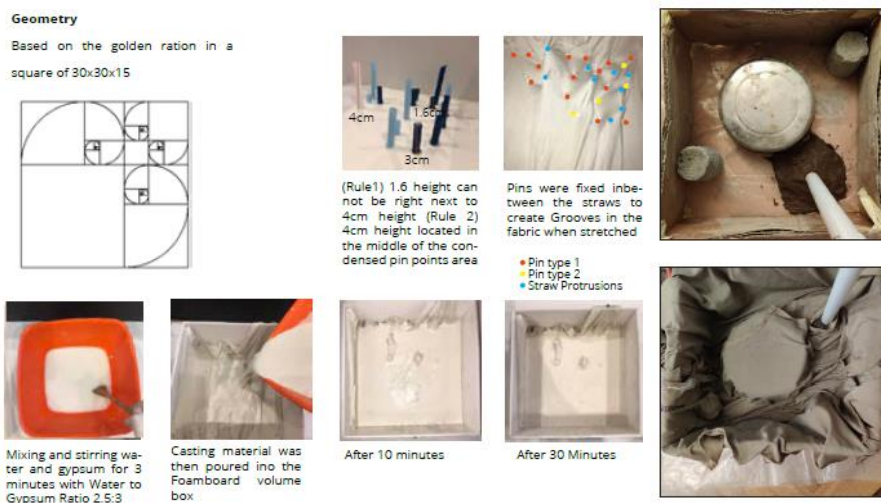 Geometry
Based on the golden ration in a
square of 30x30x15
4cm
1.6cm
3cm
(Rule1) 1.6 height can
not be right next to
4cm height (Rule 2)
4cm height located in
the middle of the con-
densed pin points area
Pins were fixed inbe-
tween the straws to
create Grooves in the
fabric when stretched
Pin type 1
Pin type 2
Straw Protrusions
Mixing and stirring wa-
ter and gypsum for 3
minutes with Water to
Gypsum Ratio 2.5:3
Casting material was
then poured ino the
Foamboard volume
box
After 10 minutes
After 30 Minutes